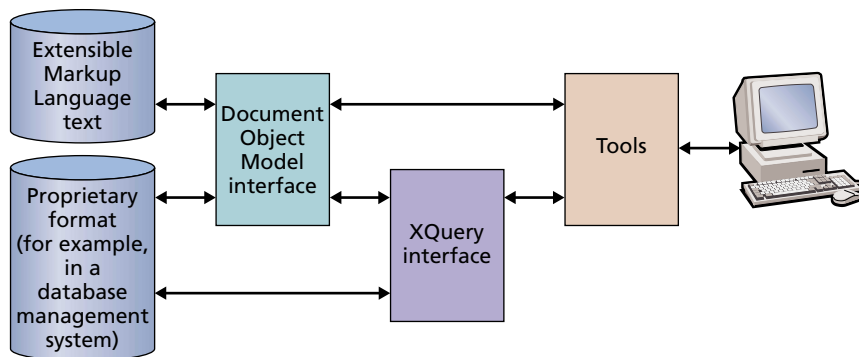 Extensible
Markup
Language
text
Document
Object
Model
interface
Tools
Proprietary
format
(for example,
in a
database
management
system)
XQuery
interface